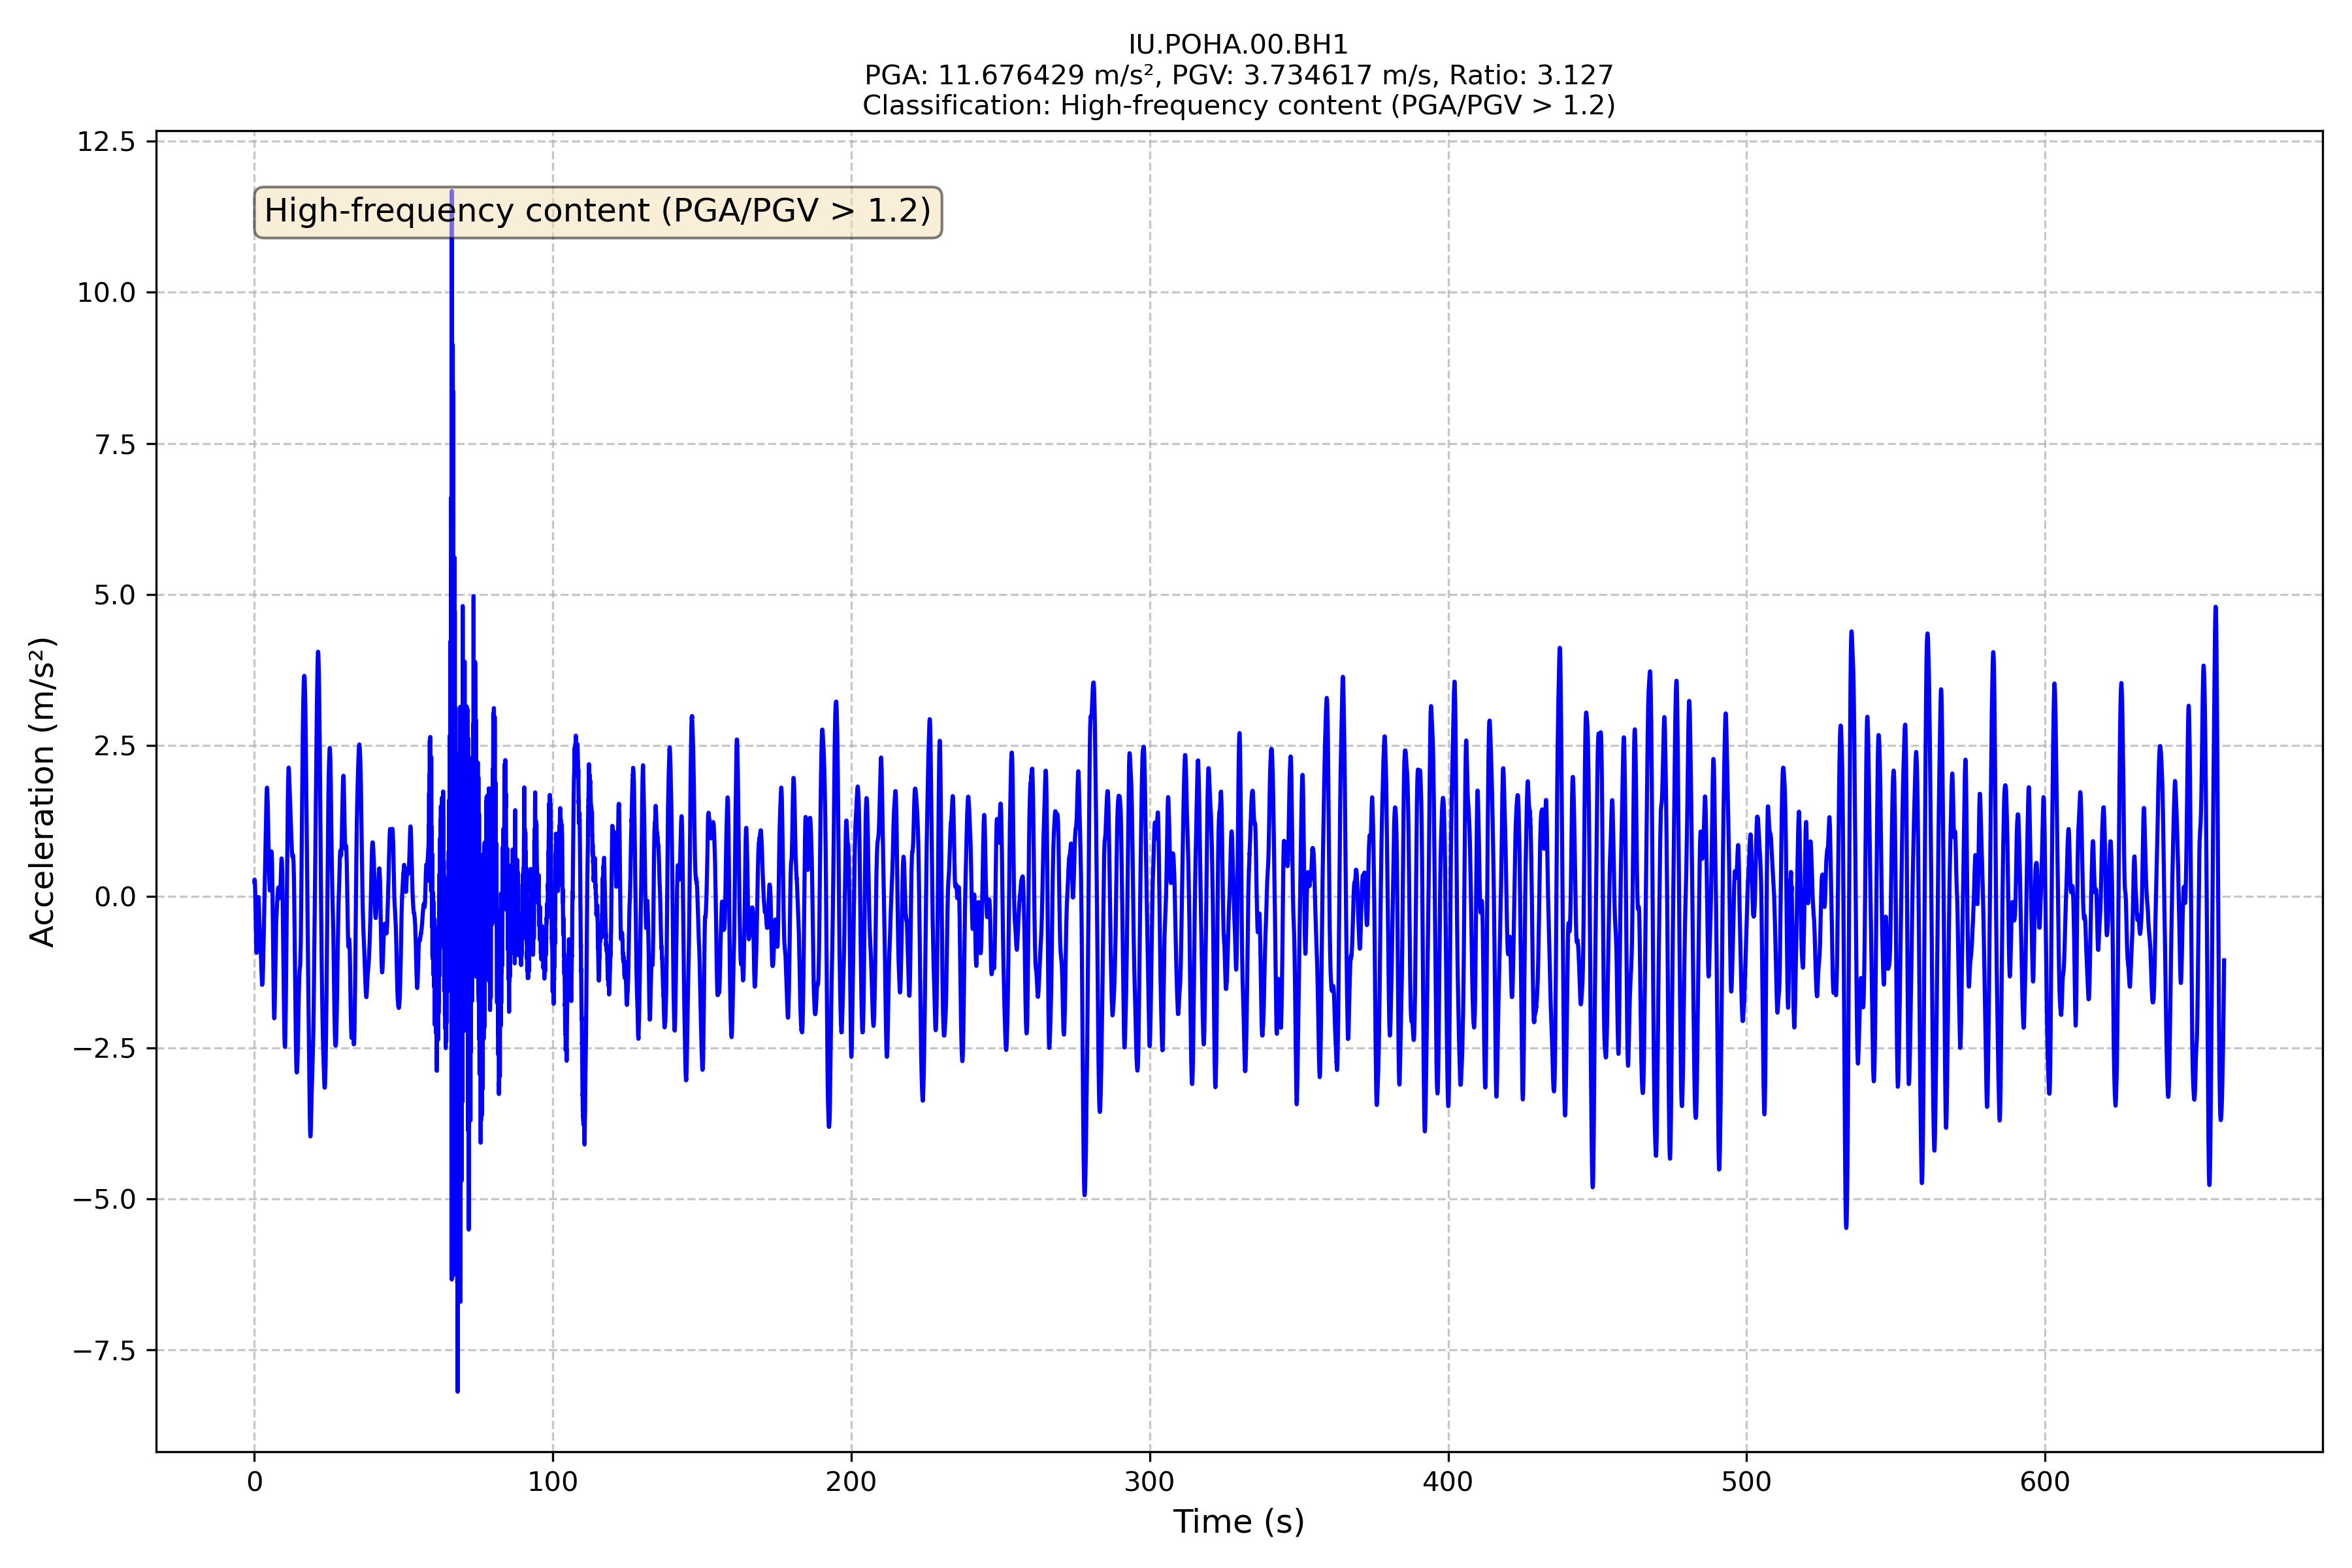 IU.POHA.00.BH1
PGA: 11.676429 m/s², PGV: 3.734617 m/s, Ratio: 3.127
Classification: High-frequency content (PGA/PGV > 1.2)
High-frequency content (PGA/PGV > 1.2)
Acceleration (m/s²)
12.5
10.0
7.5
5.0
2.5
0.0
−2.5
−5.0
−7.5
0 100 200 300 400 500 600
Time (s)